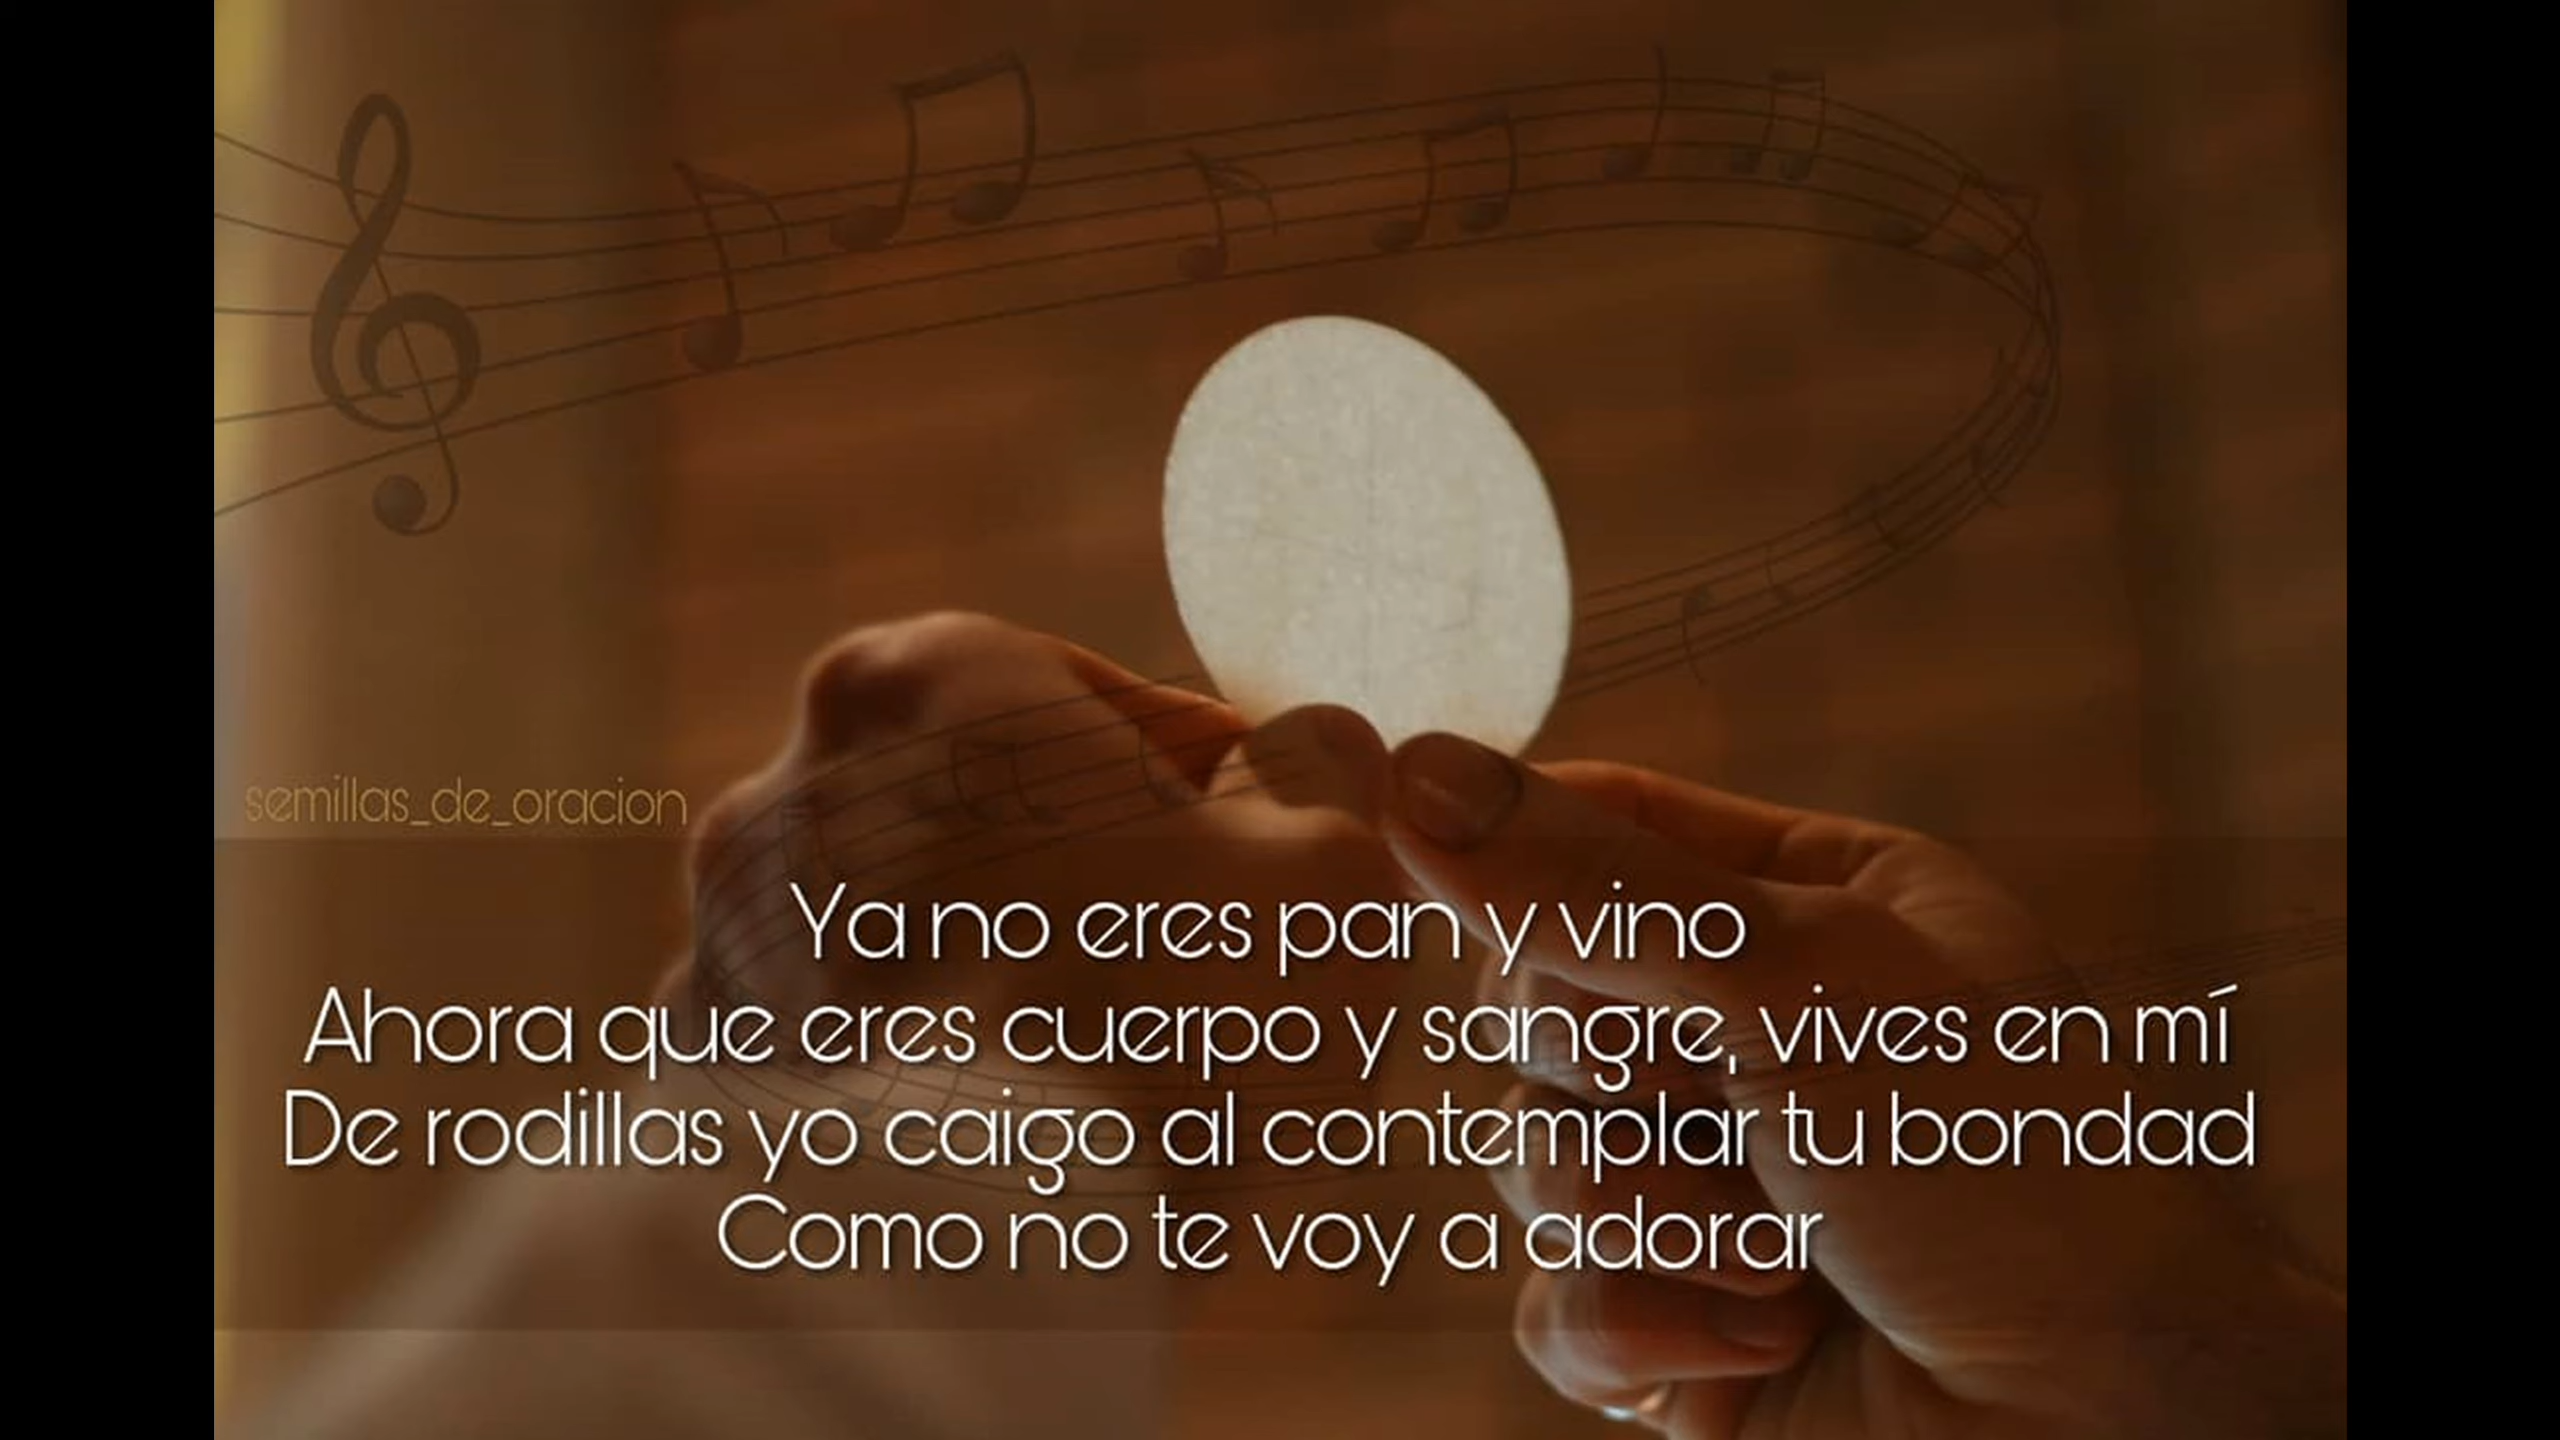 semillas_de_oracion
Ya no eres pan y vino
Ahora que eres cuerpo y sangre, vives en mí
De rodillas yo caigo al contemplar tu bondad
Como no te voy a adorar